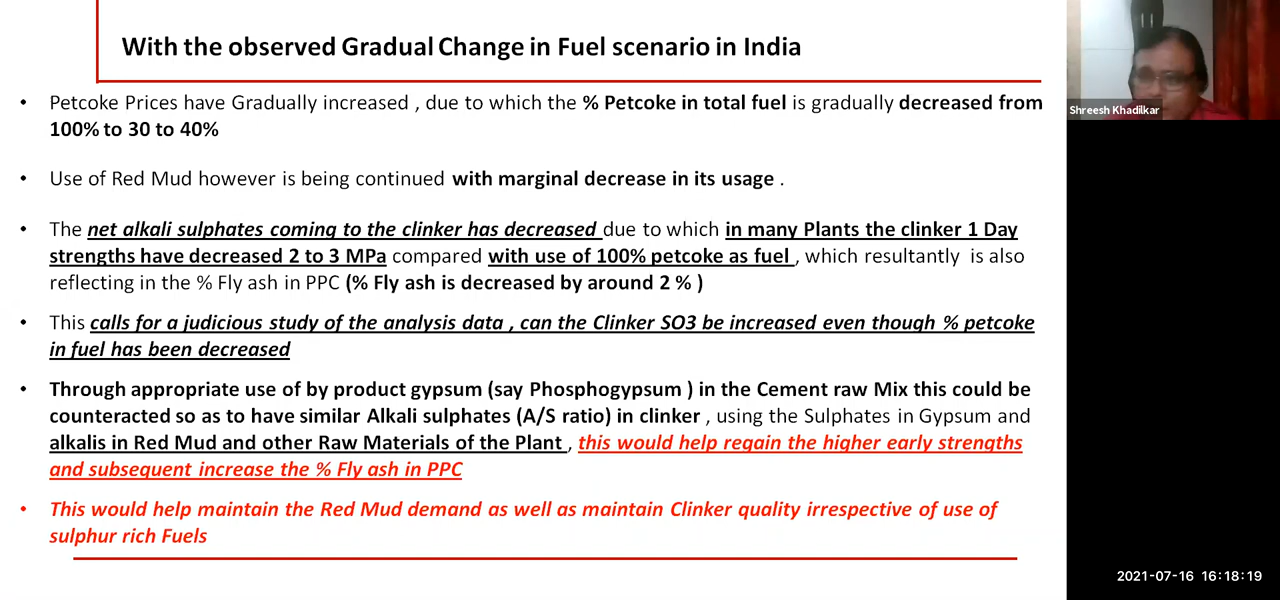 With the observed Gradual Change in Fuel scenario in India
• Petcoke Prices have Gradually increased , due to which the % Petcoke in total fuel is gradually decreased from
100% to 30 to 40%
• Use of Red Mud however is being continued with marginal decrease in its usage .
• The net alkali sulphates coming to the clinker has decreased due to which in many Plants the clinker 1 Day
strengths have decreased 2 to 3 MPa compared with use of 100% petcoke as fuel , which resultantly is also
reflecting in the % Fly ash in PPC (% Fly ash is decreased by around 2 % )
• This calls for a judicious study of the analysis data , can the Clinker SO3 be increased even though % petcoke
in fuel has been decreased
• Through appropriate use of by product gypsum (say Phosphogypsum ) in the Cement raw Mix this could be
counteracted so as to have similar Alkali sulphates (A/S ratio) in clinker , using the Sulphates in Gypsum and
alkalis in Red Mud and other Raw Materials of the Plant , this would help regain the higher early strengths
and subsequent increase the % Fly ash in PPC
• This would help maintain the Red Mud demand as well as maintain Clinker quality irrespective of use of
sulphur rich Fuels
Shreesh Khadilkar
2021-07-16 16:18:19